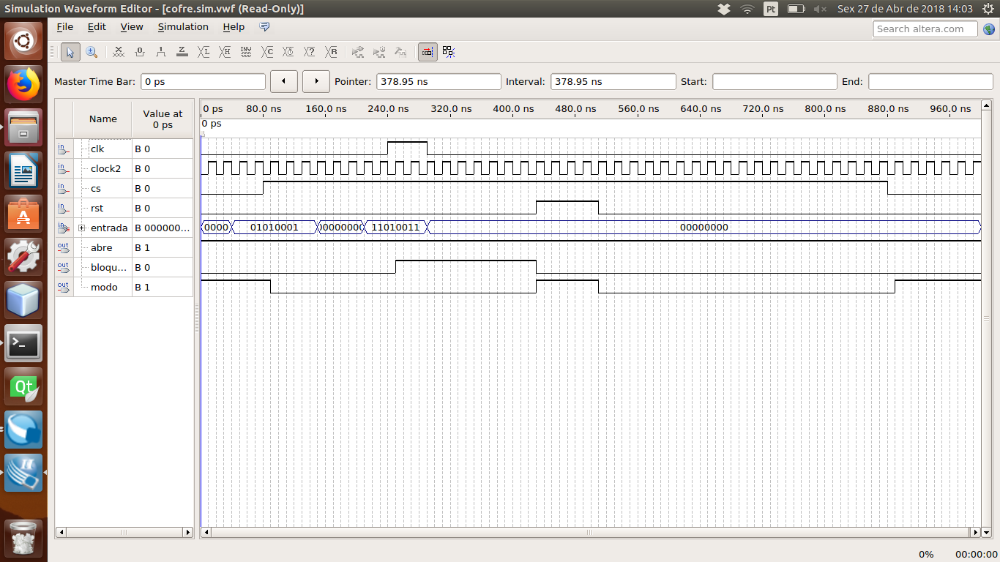 Simulation Waveform Editor - [cofre.sim.vwf (Read-Only)]
Pt
Sex 27 de Abr de 2018 14:03
File Edit View Simulation Help
Search altera.com
Master Time Bar: 0 ps Pointer: 378.95 ns Interval: 378.95 ns Start: End:
Name
Value at
0 ps
0 ps 80.0 ns 160.0 ns 240.0 ns 320.0 ns 400.0 ns 480.0 ns 560.0 ns 640.0 ns 720.0 ns 800.0 ns 880.0 ns 960.0 ns
0 ps
in clk B 0
in clock2 B 0
in cs B 0
in rst B 0
in entrada B 000000... 0000 01010001 0000000 11010011 00000000
out abre B 1
out bloqu... B 0
out modo B 1
Qt
II
0% 00:00:00